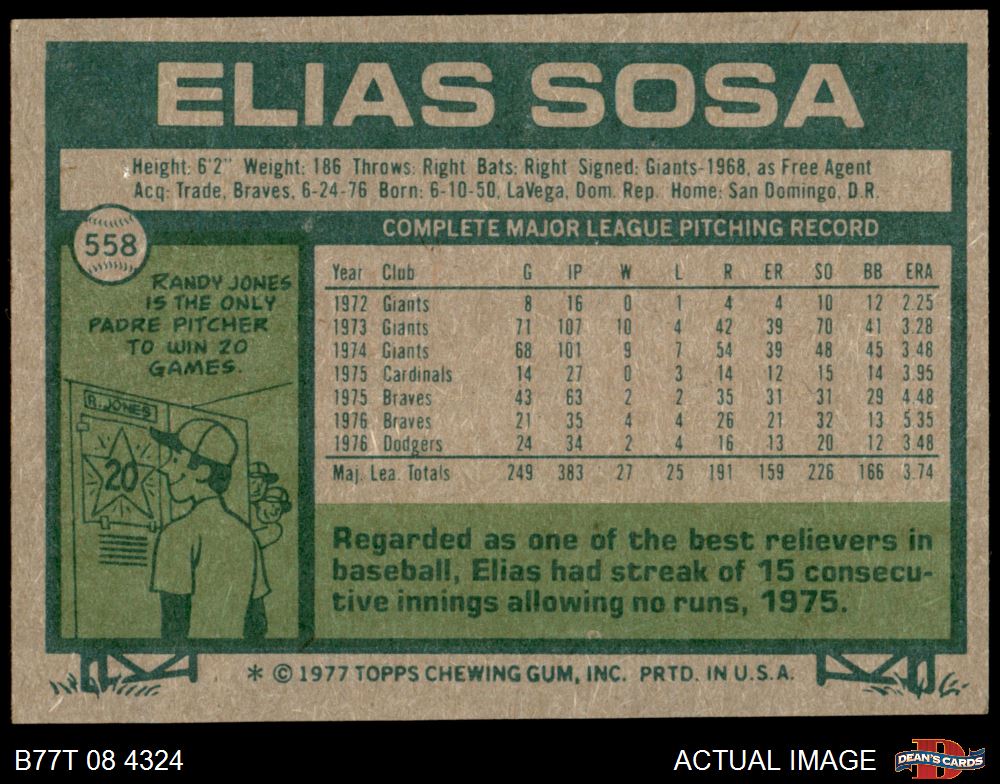 ELIAS SOSA
Height: 6'2" Weight: 186 Throws: Right Bats: Right Signed: Giants-1968, as Free Agent
Acq: Trade, Braves, 6-24-76 Born: 6-10-50, LaVega, Dom. Rep. Home: San Domingo, D.R.
558
RANDY JONES
IS THE ONLY
PADRE PITCHER
TO WIN 20
GAMES.
R. JONES
20
COMPLETE MAJOR LEAGUE PITCHING RECORD
Year Club G IP W L R ER SO BB ERA
1972 Giants 8 16 0 1 4 4 10 12 2.25
1973 Giants 71 107 10 4 42 39 70 41 3.28
1974 Giants 68 101 9 7 54 39 48 45 3.48
1975 Cardinals 14 27 0 3 14 12 15 14 3.95
1975 Braves 43 63 2 2 35 31 31 29 4.48
1976 Braves 21 35 4 4 26 21 32 13 5.35
1976 Dodgers 24 34 2 4 16 13 20 12 3.48
Maj. Lea. Totals 249 383 27 25 191 159 226 166 3.74
Regarded as one of the best relievers in
baseball, Elias had streak of 15 consecu-
tive innings allowing no runs, 1975.
* © 1977 TOPPS CHEWING GUM, INC. PRTD. IN U.S.A.
B77T 08 4324
ACTUAL IMAGE
D
DEAN'S CARDS